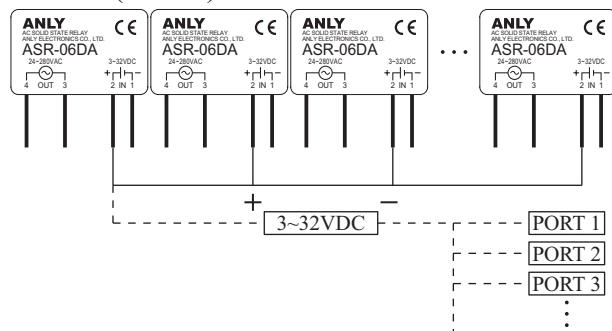 ANLY CE
AC SOLID STATE RELAY
ANLY ELECTRONICS CO., LTD.
ASR-06DA
24~280VAC 3~32VDC
+ −
4 OUT 3 2 IN 1
ANLY CE
AC SOLID STATE RELAY
ANLY ELECTRONICS CO., LTD.
ASR-06DA
24~280VAC 3~32VDC
+ −
4 OUT 3 2 IN 1
ANLY CE
AC SOLID STATE RELAY
ANLY ELECTRONICS CO., LTD.
ASR-06DA
24~280VAC 3~32VDC
+ −
4 OUT 3 2 IN 1
...
ANLY CE
AC SOLID STATE RELAY
ANLY ELECTRONICS CO., LTD.
ASR-06DA
24~280VAC 3~32VDC
+ −
4 OUT 3 2 IN 1
+ −
3~32VDC
PORT 1
PORT 2
PORT 3